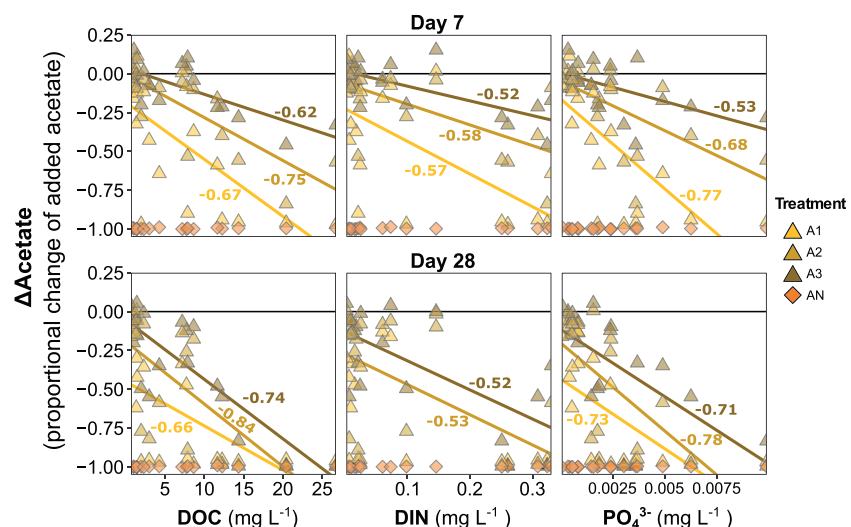 Day 7
0.25
0.00
-0.25
-0.50
-0.75
-1.00
-0.62
-0.75
-0.67
-0.52
-0.58
-0.57
-0.53
-0.68
-0.77
Day 28
0.25
0.00
-0.25
-0.50
-0.75
-1.00
-0.74
-0.84
-0.66
-0.52
-0.53
-0.71
-0.78
-0.73
5 10 15 20 25
0.1 0.2 0.3
0.0025 0.005 0.0075
DOC (mg L⁻¹)
DIN (mg L⁻¹)
PO₄³⁻ (mg L⁻¹)
ΔAcetate
(proportional change of added acetate)
Treatment
A1
A2
A3
AN